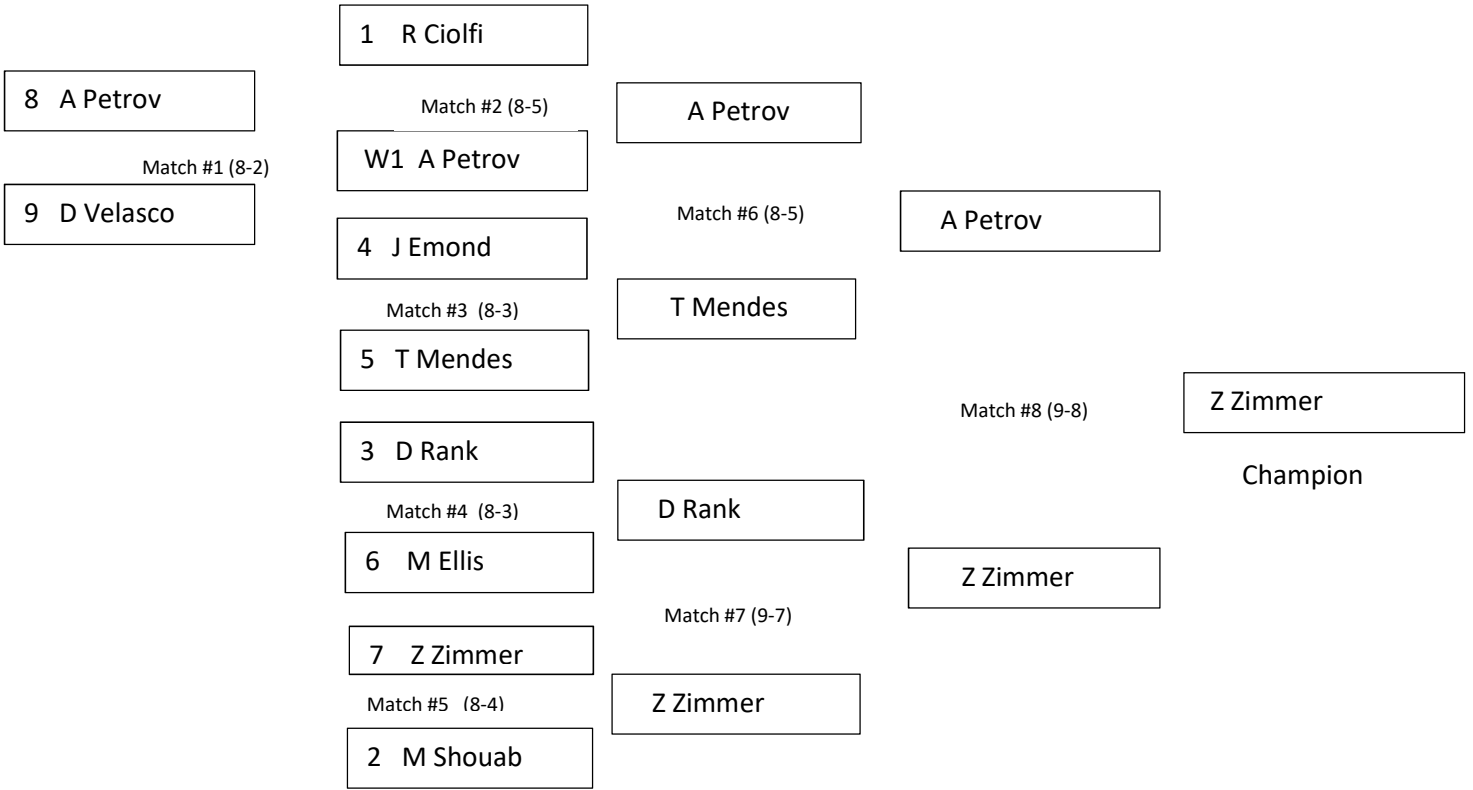 1 R Ciolfi
8 A Petrov
Match #2 (8-5)
A Petrov
W1 A Petrov
Match #1 (8-2)
9 D Velasco
Match #6 (8-5)
A Petrov
4 J Emond
Match #3 (8-3)
T Mendes
5 T Mendes
Match #8 (9-8)
Z Zimmer
Champion
3 D Rank
Match #4 (8-3)
D Rank
6 M Ellis
Z Zimmer
Match #7 (9-7)
7 Z Zimmer
Match #5 (8-4)
Z Zimmer
2 M Shouab